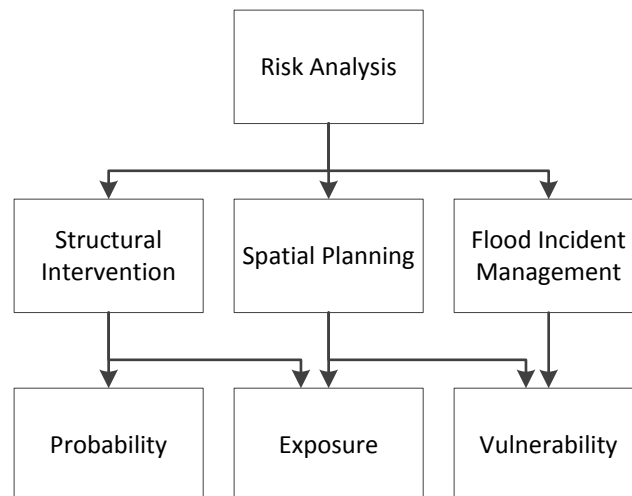 Risk Analysis
Structural
Intervention
Spatial Planning
Flood Incident
Management
Probability
Exposure
Vulnerability